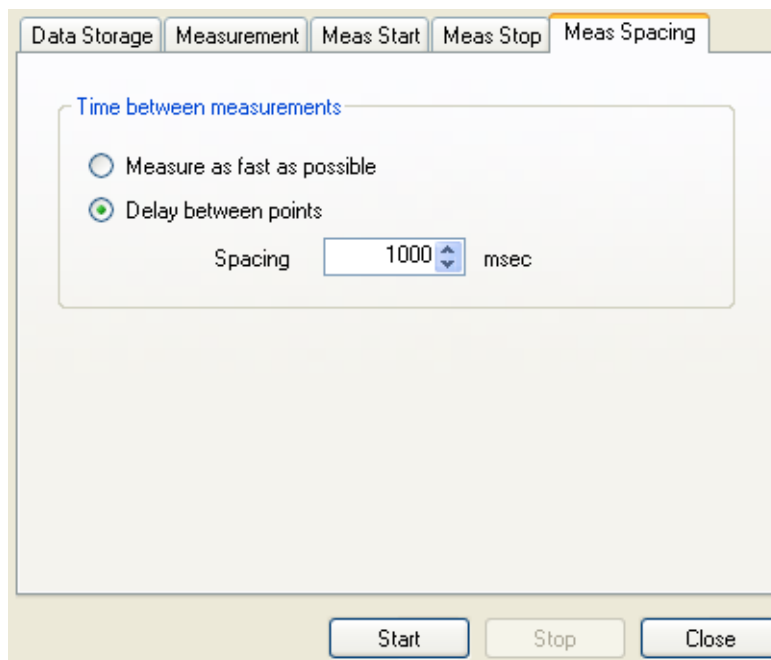 Data Storage Measurement Meas Start Meas Stop Meas Spacing
Time between measurements
Measure as fast as possible
Delay between points
Spacing 1000 msec
Start Stop Close